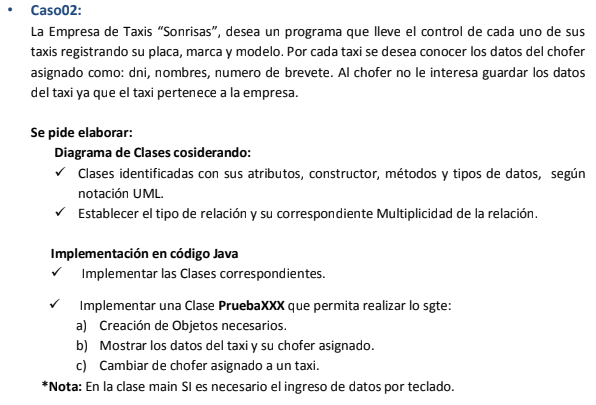 • Caso02:
La Empresa de Taxis “Sonrisas”, desea un programa que lleve el control de cada uno de sus
taxis registrando su placa, marca y modelo. Por cada taxi se desea conocer los datos del chofer
asignado como: dni, nombres, numero de brevete. Al chofer no le interesa guardar los datos
del taxi ya que el taxi pertenece a la empresa.
Se pide elaborar:
Diagrama de Clases cosiderando:
✓ Clases identificadas con sus atributos, constructor, métodos y tipos de datos, según
notación UML.
✓ Establecer el tipo de relación y su correspondiente Multiplicidad de la relación.
Implementación en código Java
✓ Implementar las Clases correspondientes.
✓ Implementar una Clase PruebaXXX que permita realizar lo sgte:
a) Creación de Objetos necesarios.
b) Mostrar los datos del taxi y su chofer asignado.
c) Cambiar de chofer asignado a un taxi.
*Nota: En la clase main SI es necesario el ingreso de datos por teclado.